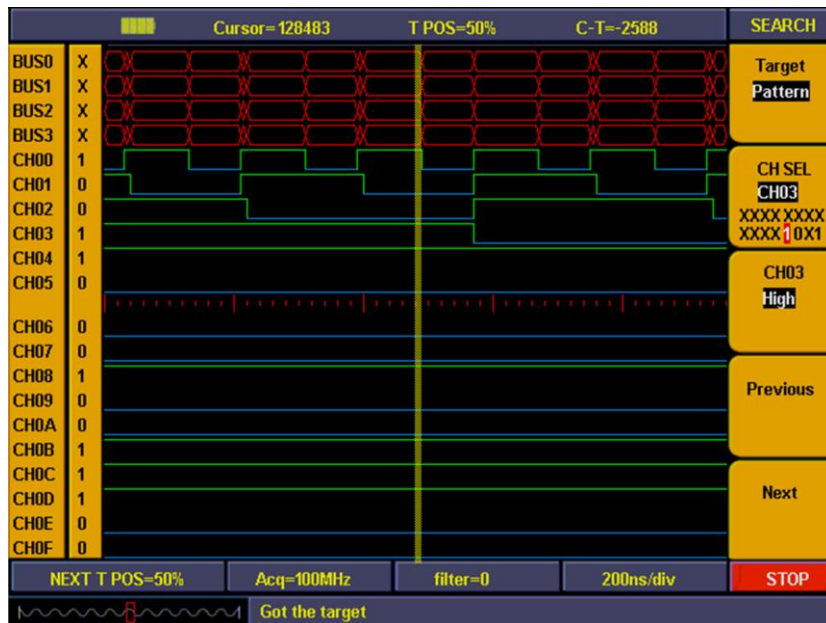 Cursor=128483 T POS=50% C-T=-2588 SEARCH
BUS0 X
BUS1 X
BUS2 X
BUS3 X
CH00 1
CH01 0
CH02 0
CH03 1
CH04 1
CH05 0
CH06 0
CH07 0
CH08 1
CH09 0
CH0A 0
CH0B 1
CH0C 1
CH0D 1
CH0E 0
CH0F 0
Target
Pattern
CH SEL
CH03
XXXX XXXX
XXXX 1 0X1
CH03
High
Previous
Next
NEXT T POS=50% Acq=100MHz filter=0 200ns/div STOP
Got the target